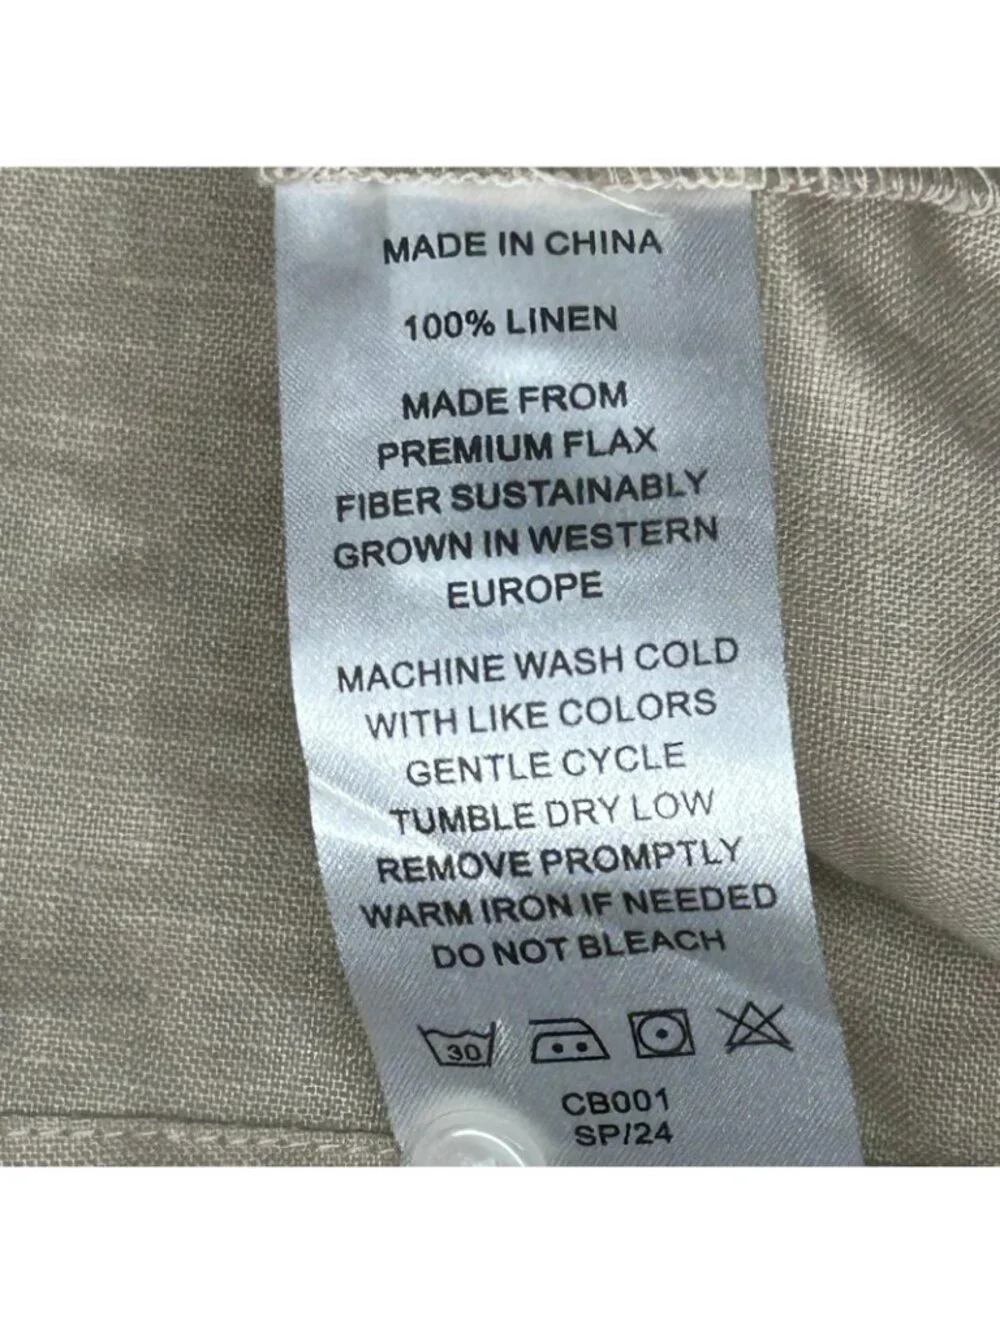 MADE IN CHINA
100% LINEN
MADE FROM
PREMIUM FLAX
FIBER SUSTAINABLY
GROWN IN WESTERN
EUROPE
MACHINE WASH COLD
WITH LIKE COLORS
GENTLE CYCLE
TUMBLE DRY LOW
REMOVE PROMPTLY
WARM IRON IF NEEDED
DO NOT BLEACH
30
CB001
SP/24